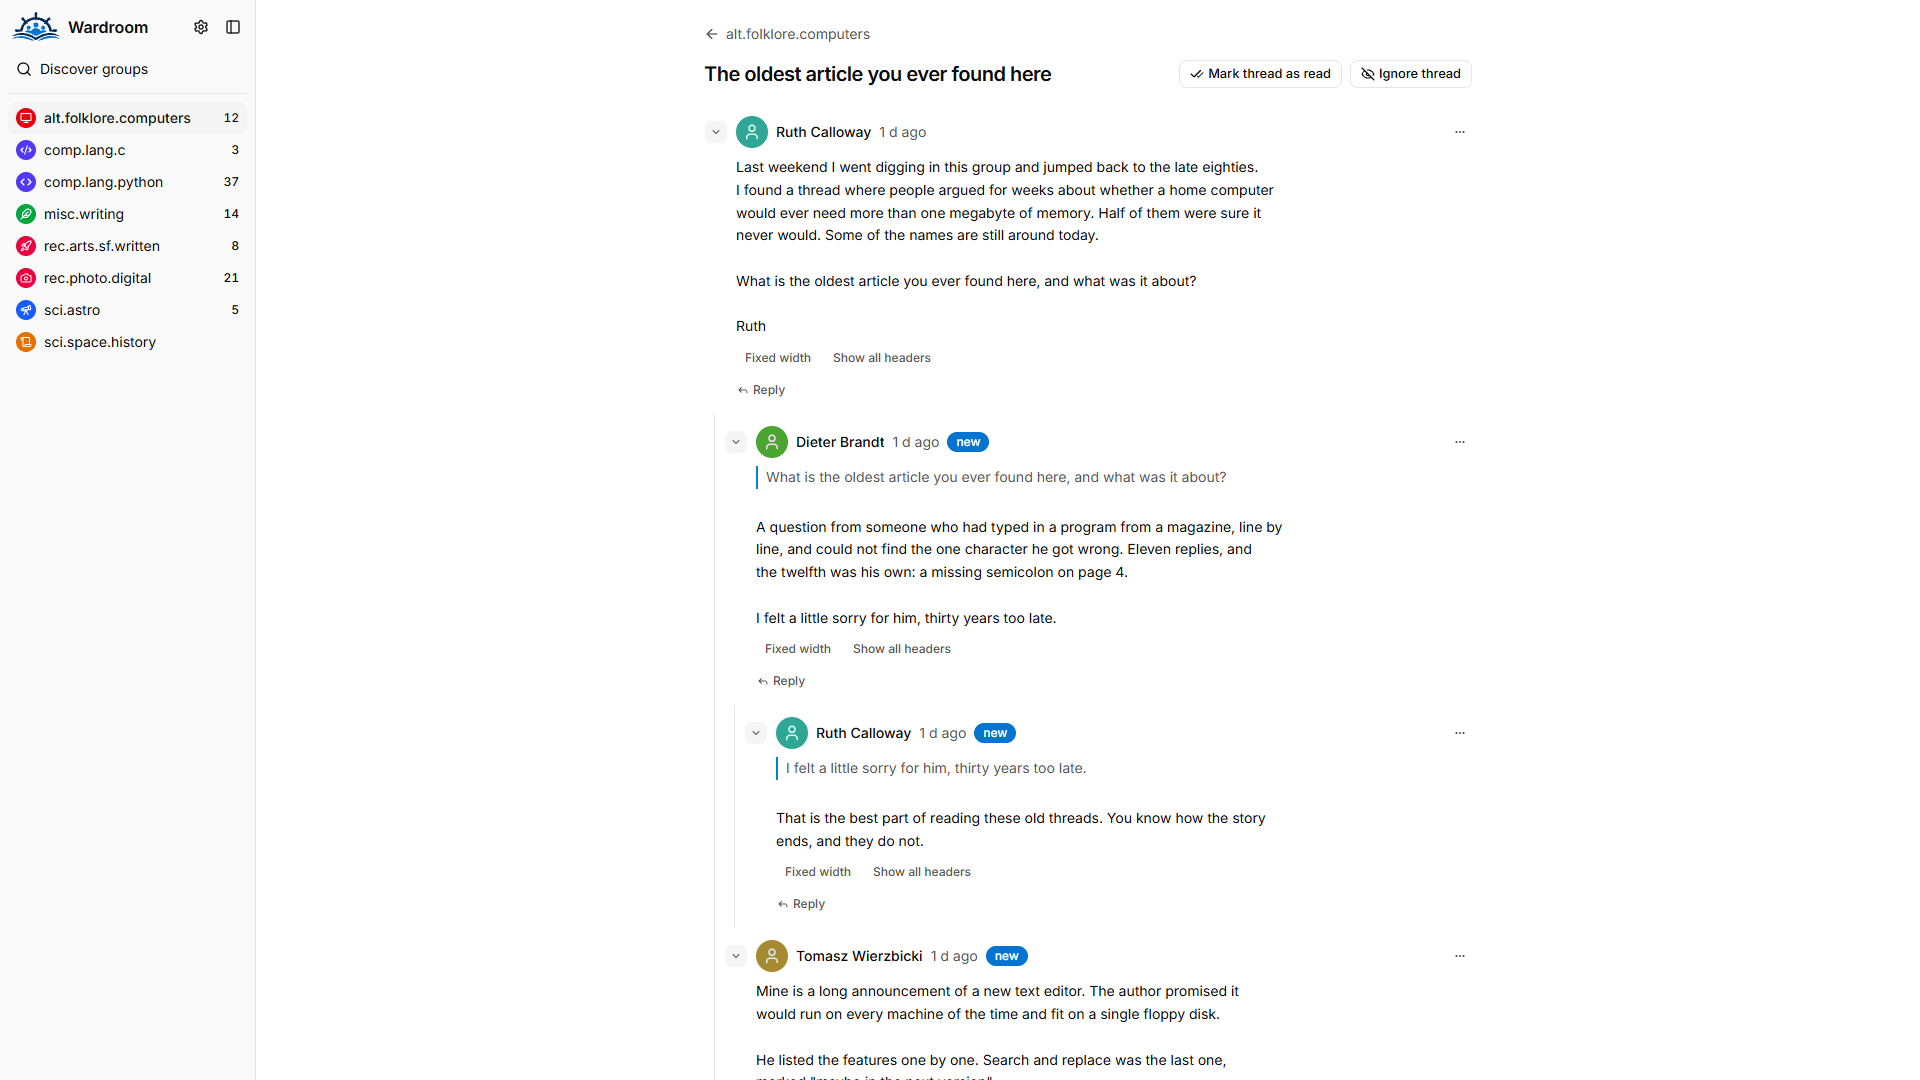 Wardroom
Discover groups
alt.folklore.computers 12
comp.lang.c 3
comp.lang.python 37
misc.writing 14
rec.arts.sf.written 8
rec.photo.digital 21
sci.astro 5
sci.space.history
alt.folklore.computers
The oldest article you ever found here
Mark thread as read
Ignore thread
Ruth Calloway 1 d ago
Last weekend I went digging in this group and jumped back to the late eighties.
I found a thread where people argued for weeks about whether a home computer
would ever need more than one megabyte of memory. Half of them were sure it
never would. Some of the names are still around today.
What is the oldest article you ever found here, and what was it about?
Ruth
Fixed width Show all headers
Reply
Dieter Brandt 1 d ago new
What is the oldest article you ever found here, and what was it about?
A question from someone who had typed in a program from a magazine, line by
line, and could not find the one character he got wrong. Eleven replies, and
the twelfth was his own: a missing semicolon on page 4.
I felt a little sorry for him, thirty years too late.
Fixed width Show all headers
Reply
Ruth Calloway 1 d ago new
I felt a little sorry for him, thirty years too late.
That is the best part of reading these old threads. You know how the story
ends, and they do not.
Fixed width Show all headers
Reply
Tomasz Wierzbicki 1 d ago new
Mine is a long announcement of a new text editor. The author promised it
would run on every machine of the time and fit on a single floppy disk.
He listed the features one by one. Search and replace was the last one,
marked "maybe in the next version"